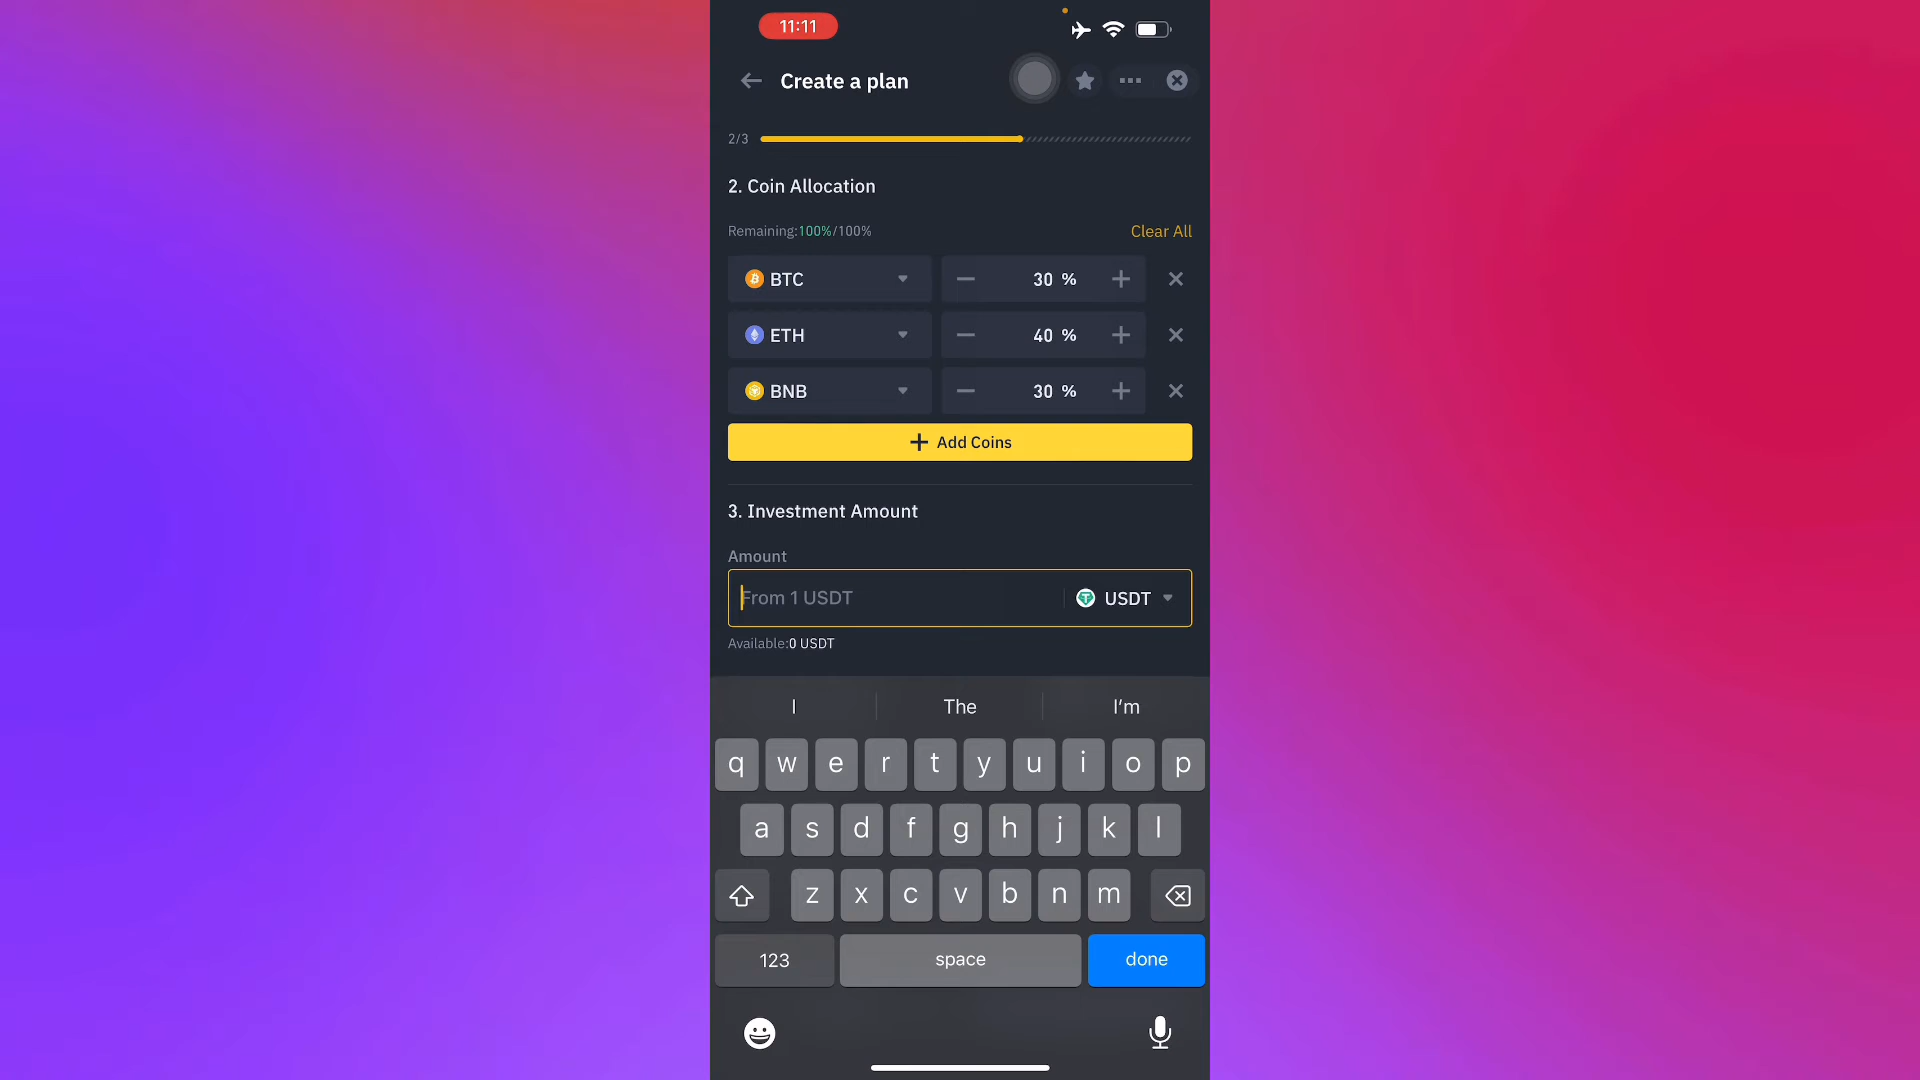 11:11
Create a plan
2/3
2. Coin Allocation
Remaining:100%/100% Clear All
BTC 30 %
ETH 40 %
BNB 30 %
+ Add Coins
3. Investment Amount
Amount
From 1 USDT USDT
Available:0 USDT
I The I'm
q w e r t y u i o p
a s d f g h j k l
z x c v b n m
123 space done